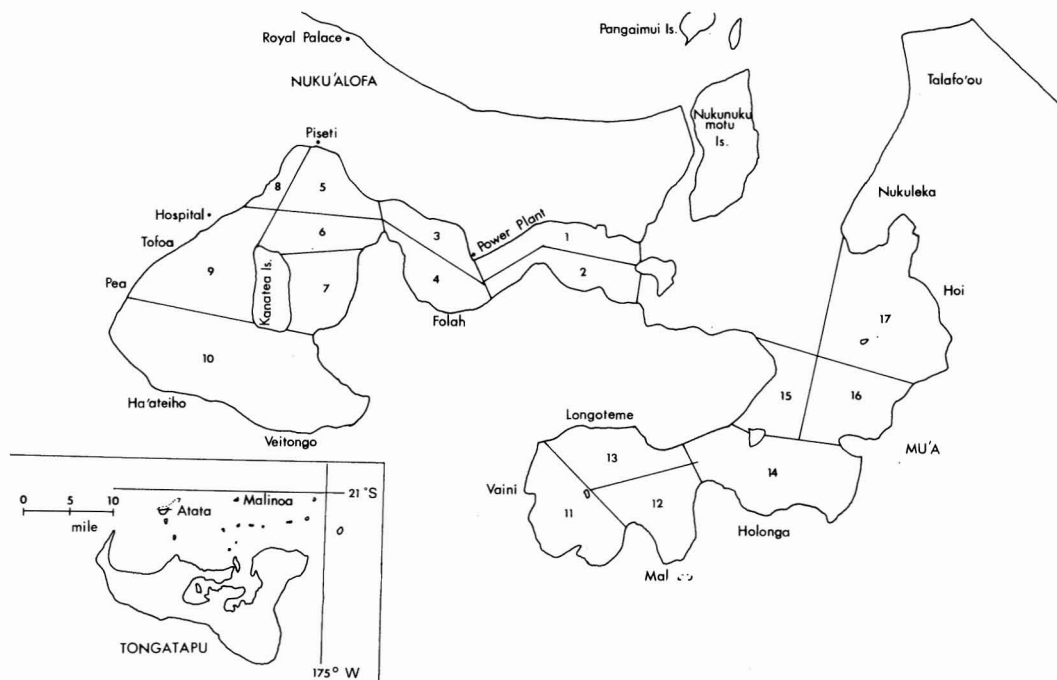 Royal Palace
Pangaimui Is.
NUKU'ALOFA
Talafo'ou
Nukunuku
motu
Is.
Piseti
Nukuleka
8
5
Hospital
Power Plant
Tofoa
6
3
1
9
Kanatea Is.
2
Pea
7
4
Hoi
Folah
17
10
15
16
Ha'ateiho
Longoteme
Veitongo
MU'A
13
14
Vaini
12
11
Holonga
0 5 10
mile
21°S
Malinoa
Atata
TONGATAPU
175° W